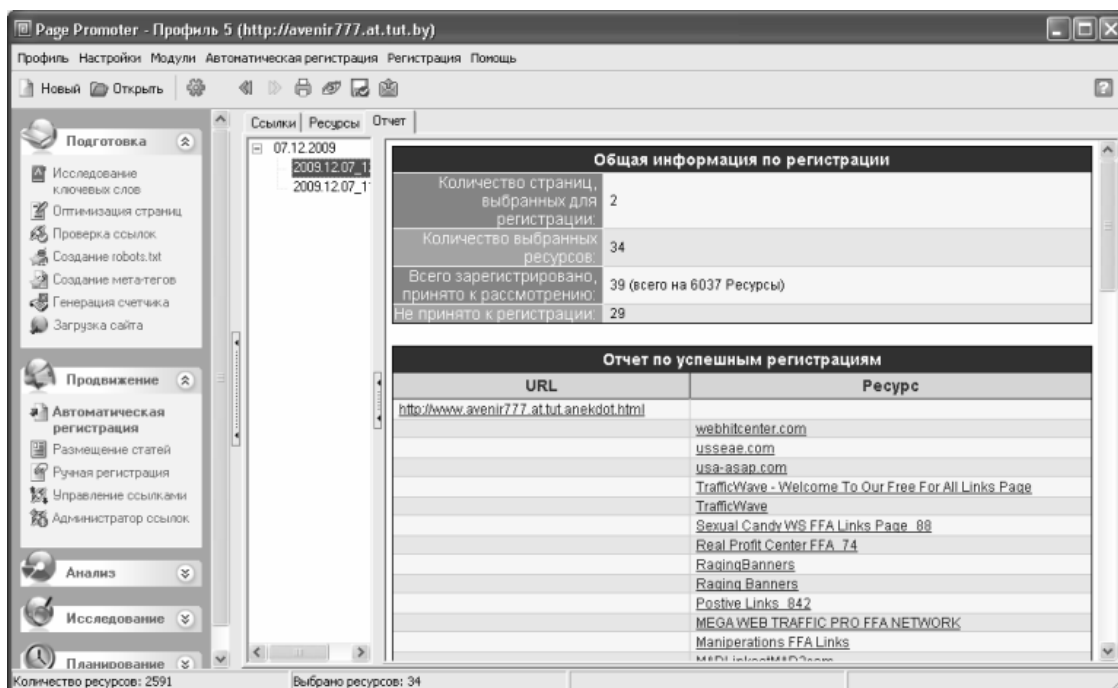 Page Promoter - Профиль 5 (http://avenir777.at.tut.by)
Профиль Настройки Модули Автоматическая регистрация Регистрация Помощь
Новый Открыть
Подготовка
Исследование
ключевых слов
Оптимизация страниц
Проверка ссылок
Создание robots.txt
Создание мета-тегов
Генерация счетчика
Загрузка сайта
Продвижение
Автоматическая
регистрация
Размещение статей
Ручная регистрация
Управление ссылками
Администратор ссылок
Анализ
Исследование
Планирование
Ссылки Ресурсы Отчет
07.12.2009
2009.12.07_1
2009.12.07_1
Общая информация по регистрации
Количество страниц,
выбранных для
регистрации:
2
Количество выбранных
ресурсов:
34
Всего зарегистрировано,
принято к рассмотрению:
39 (всего на 6037 Ресурсы)
Не принято к регистрации: 29
Отчет по успешным регистрациям
URL Ресурс
http://www.avenir777.at.tut.anekdot.html
webhitcenter.com
usseae.com
usa-asap.com
TrafficWave - Welcome To Our Free For All Links Page
TrafficWave
Sexual Candy WS FFA Links Page 88
Real Profit Center FFA 74
RagingBanners
Raging Banners
Postive Links 842
MEGA WEB TRAFFIC PRO FFA NETWORK
Maniperations FFA Links
Количество ресурсов: 2591 Выбрано ресурсов: 34